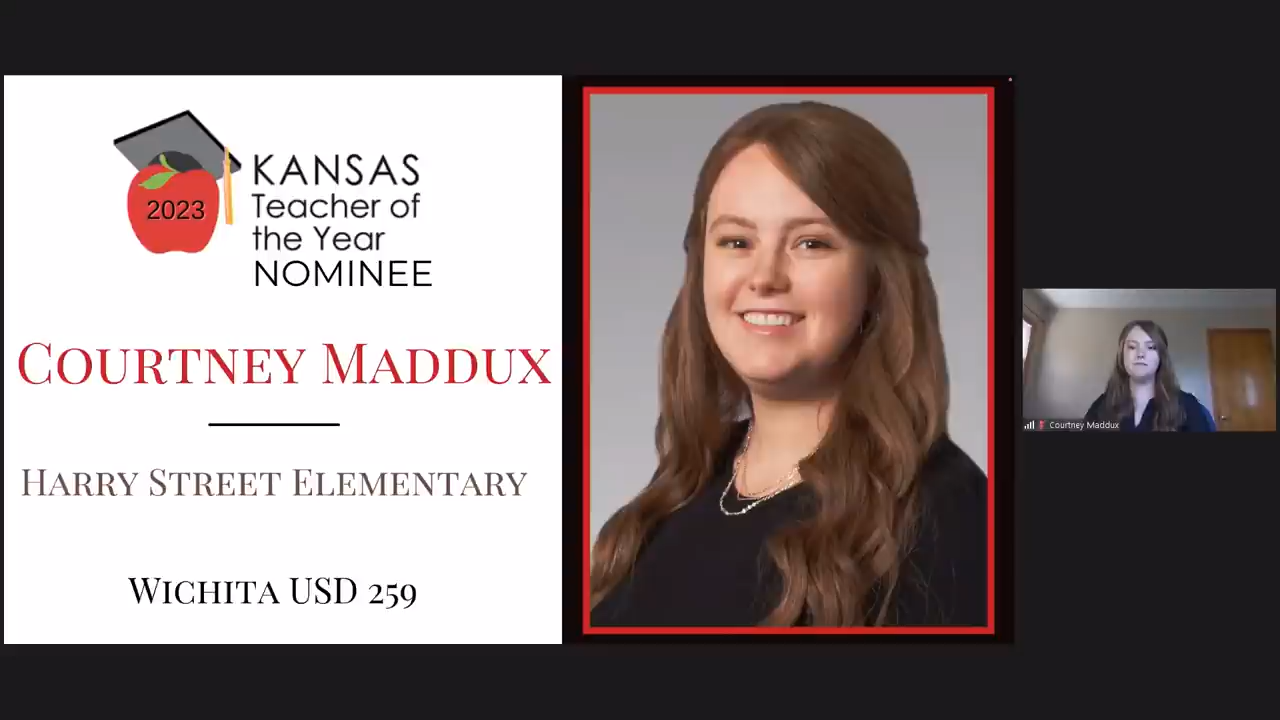 2023
KANSAS
Teacher of
the Year
NOMINEE
COURTNEY MADDUX
HARRY STREET ELEMENTARY
WICHITA USD 259
Courtney Maddux